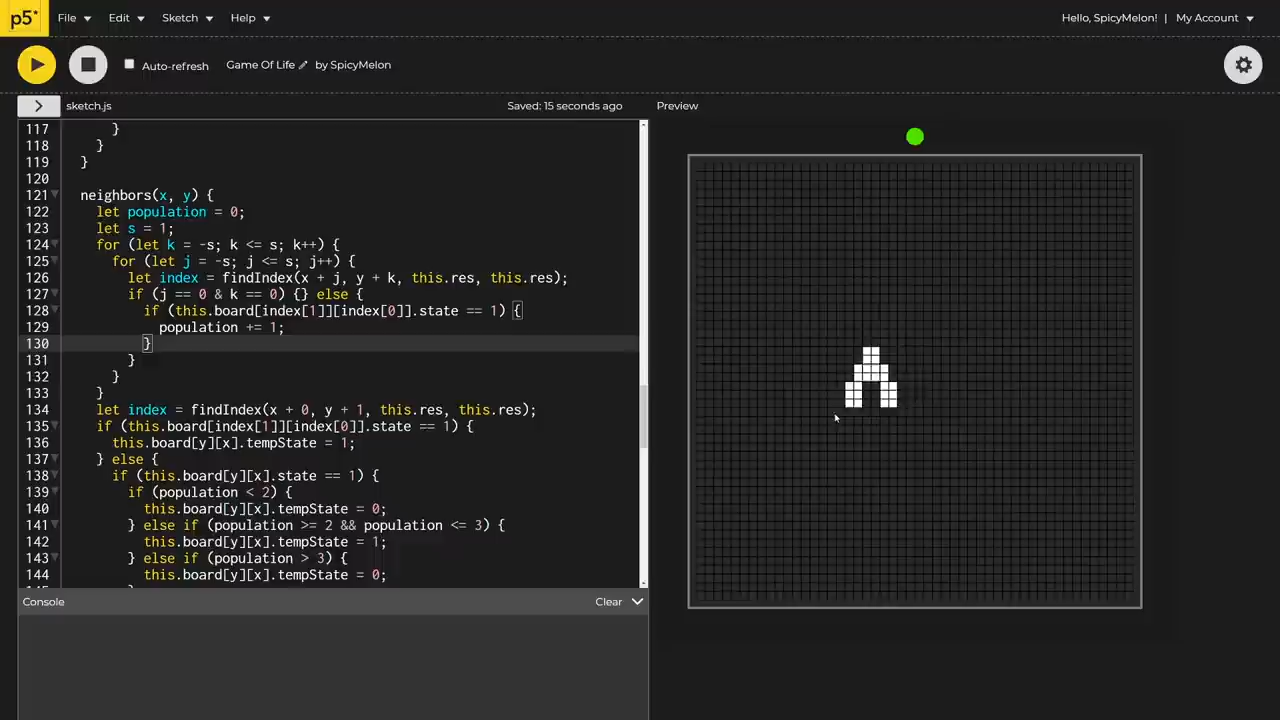 p5*
File Edit Sketch Help
Hello, SpicyMelon! | My Account
Auto-refresh Game Of Life by SpicyMelon
sketch.js Saved: 15 seconds ago Preview
117 }
118 }
119 }
120
121 neighbors(x, y) {
122 let population = 0;
123 let s = 1;
124 for (let k = -s; k <= s; k++) {
125 for (let j = -s; j <= s; j++) {
126 let index = findIndex(x + j, y + k, this.res, this.res);
127 if (j == 0 & k == 0) {} else {
128 if (this.board[index[1]][index[0]].state == 1) {
129 population += 1;
130 }
131 }
132 }
133 }
134 let index = findIndex(x + 0, y + 1, this.res, this.res);
135 if (this.board[index[1]][index[0]].state == 1) {
136 this.board[y][x].tempState = 1;
137 } else {
138 if (this.board[y][x].state == 1) {
139 if (population < 2) {
140 this.board[y][x].tempState = 0;
141 } else if (population >= 2 && population <= 3) {
142 this.board[y][x].tempState = 1;
143 } else if (population > 3) {
144 this.board[y][x].tempState = 0;
Console Clear